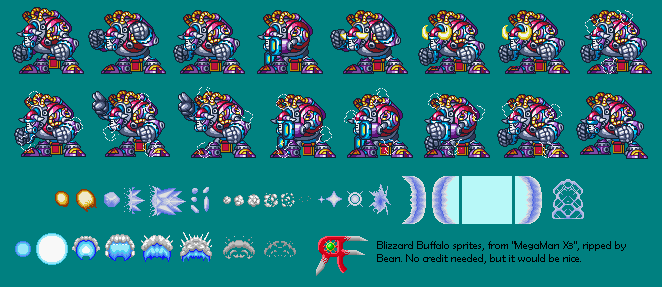 Blizzard Buffalo sprites, from "MegaMan X3", ripped by
Bean. No credit needed, but it would be nice.